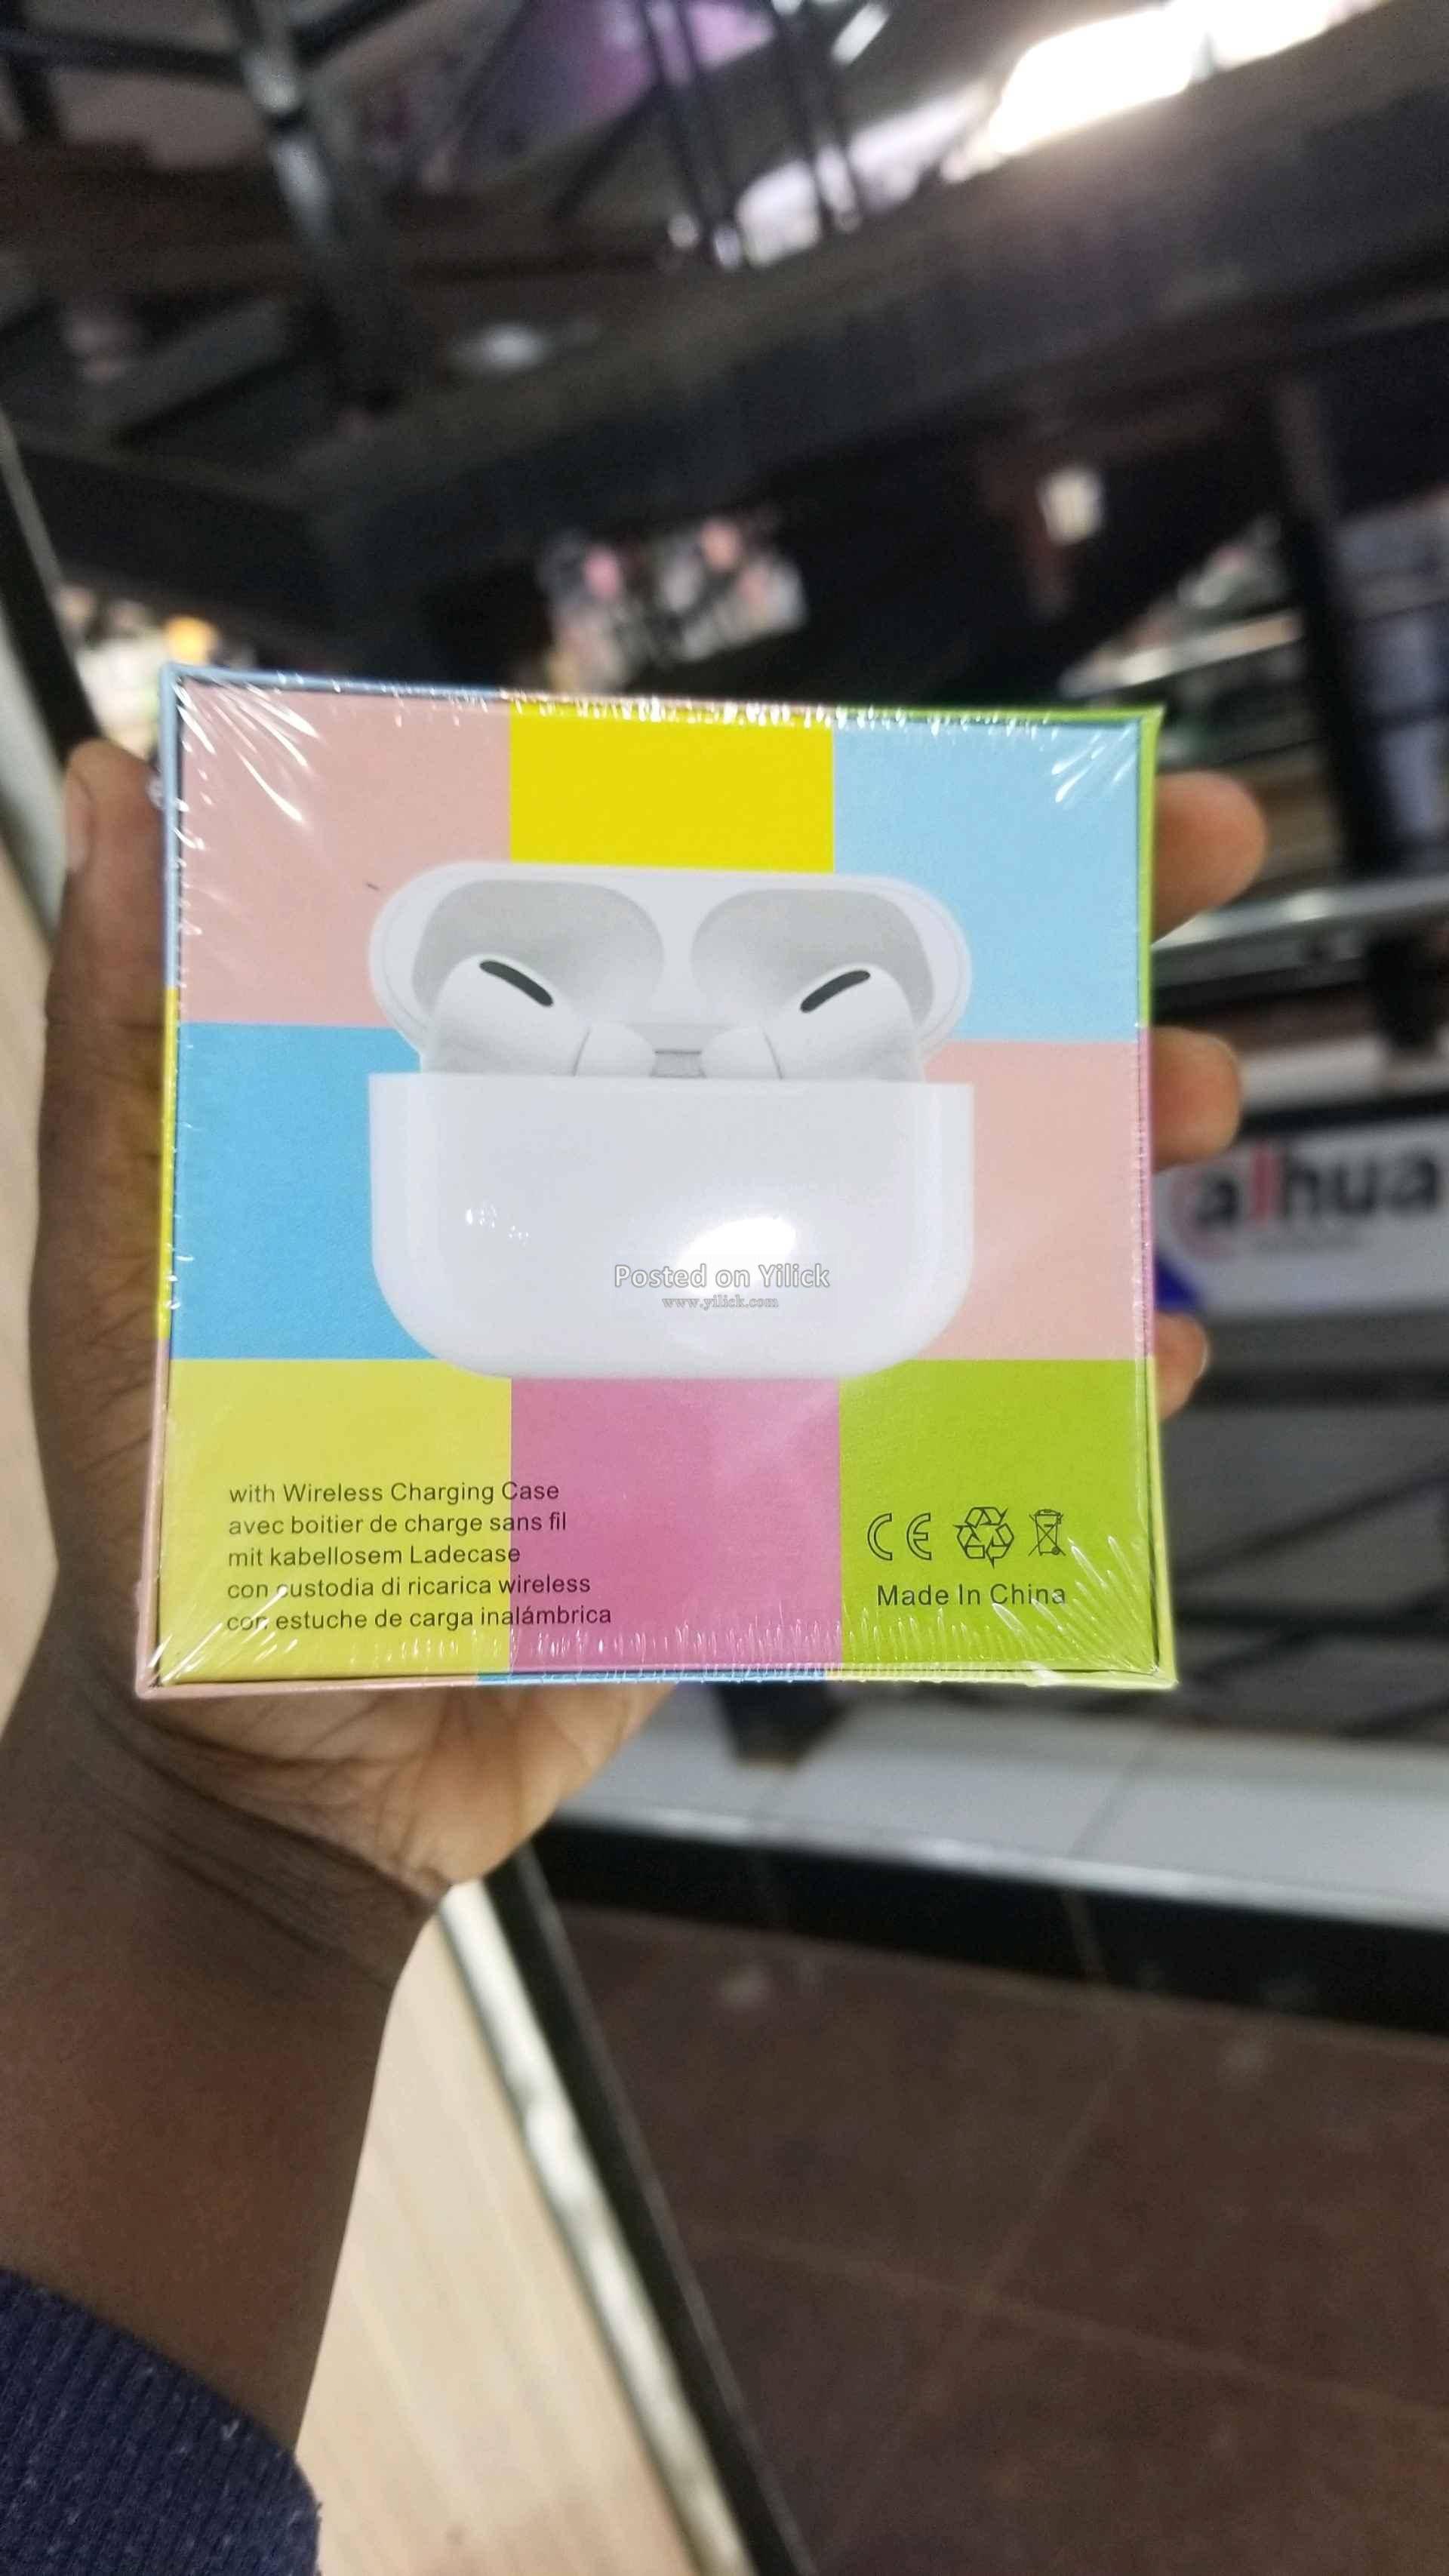 Posted on Yilick
www.yilick.com
with Wireless Charging Case
avec boitier de charge sans fil
mit kabellosem Ladecase
con custodia di ricarica wireless
con estuche de carga inalámbrica
CE
Made In China
alhua